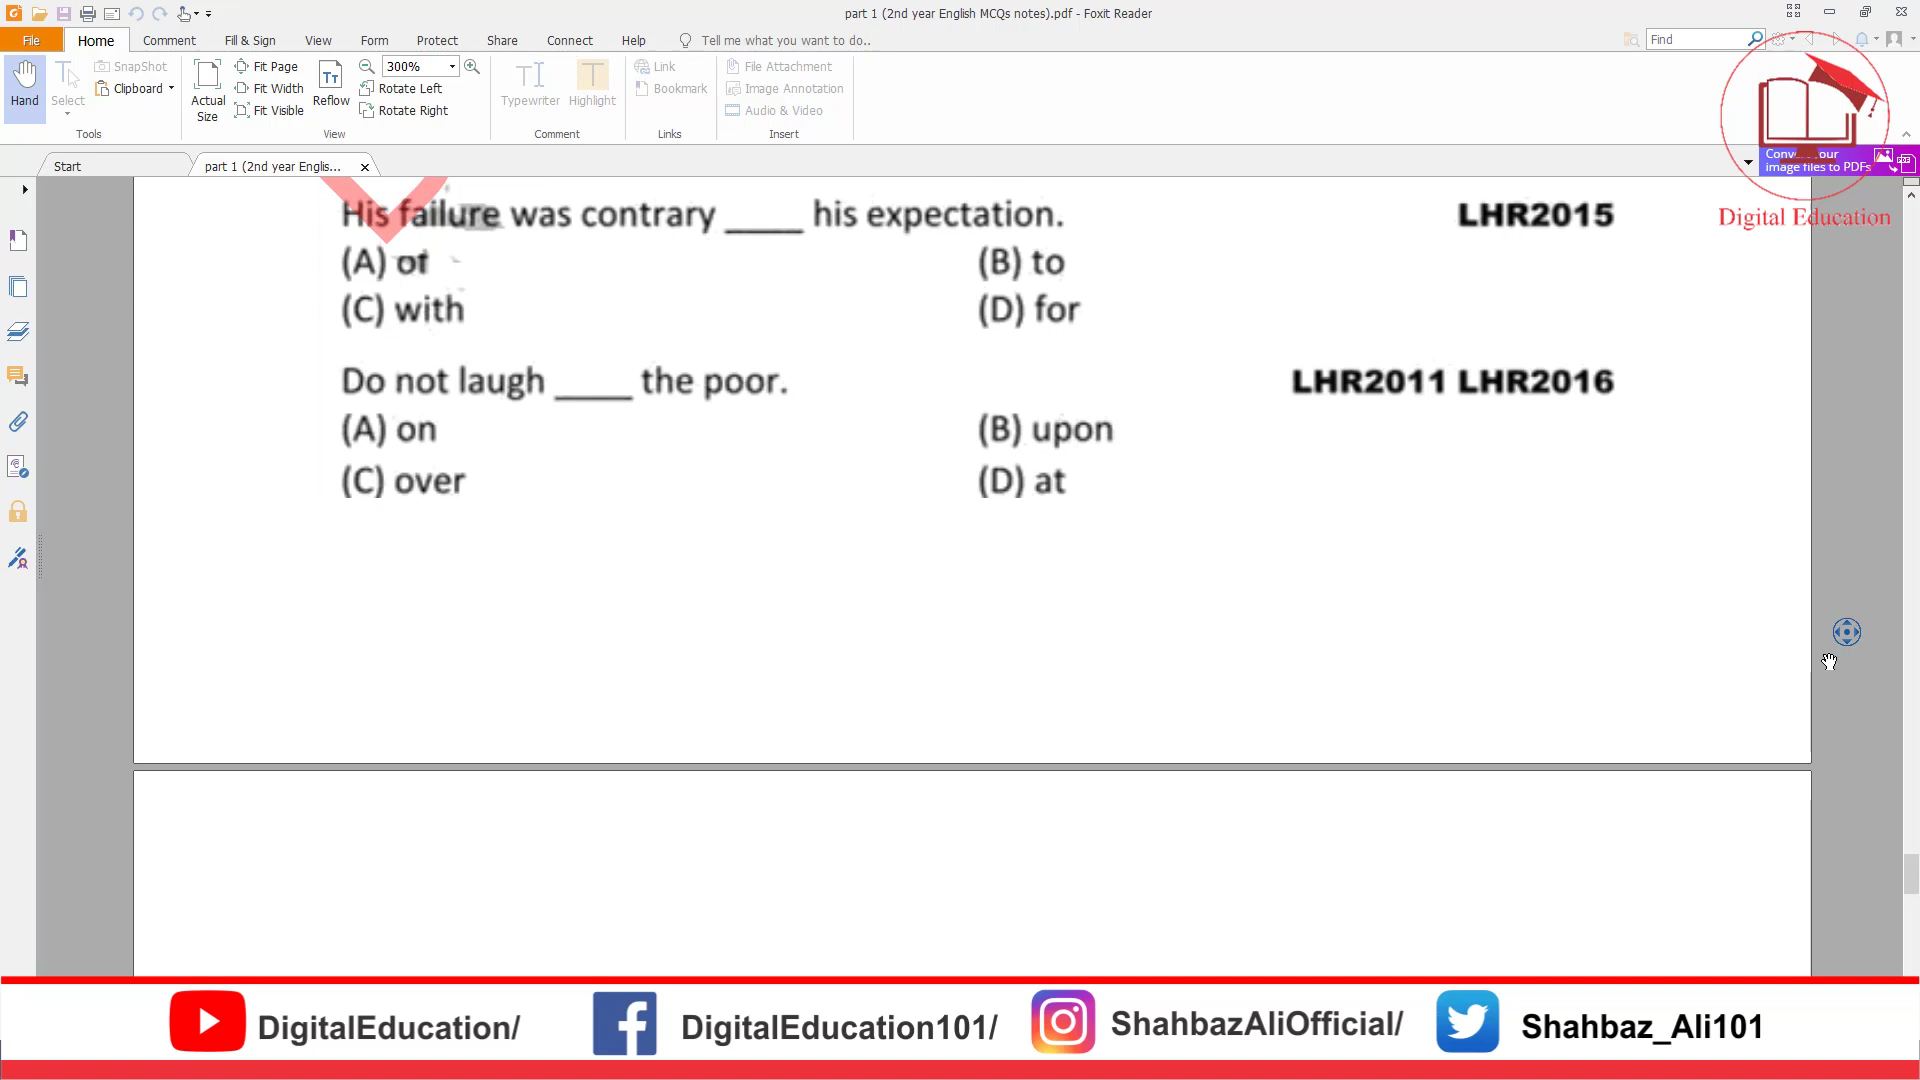 part 1 (2nd year English MCQs notes).pdf - Foxit Reader
File Home Comment Fill & Sign View Form Protect Share Connect Help Tell me what you want to do.. Find
Hand Select SnapShot Clipboard Actual Size Fit Page Fit Width Fit Visible Reflow 300% Rotate Left Rotate Right Typewriter Highlight Link Bookmark File Attachment Image Annotation Audio & Video
Tools View Comment Links Insert
Start part 1 (2nd year Englis... 
image files to PDFs
Digital Education
His failure was contrary ____ his expectation. LHR2015
(A) of (B) to
(C) with (D) for
Do not laugh ____ the poor. LHR2011 LHR2016
(A) on (B) upon
(C) over (D) at
DigitalEducation/ DigitalEducation101/ ShahbazAliOfficial/ Shahbaz_Ali101